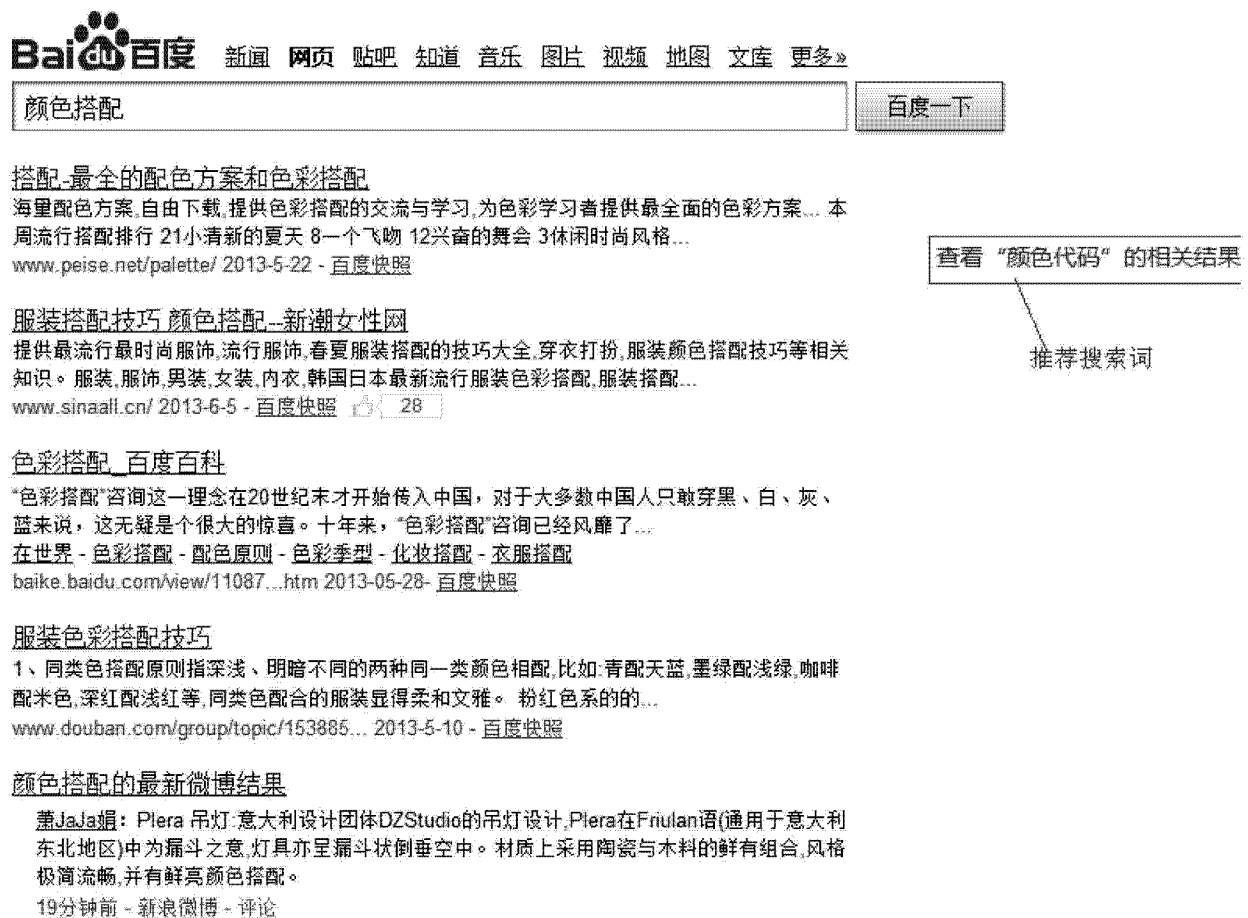 Bai du 百度 新闻 网页 贴吧 知道 音乐 图片 视频 地图 文库 更多»
颜色搭配 百度一下
搭配-最全的配色方案和色彩搭配
海量配色方案,自由下载,提供色彩搭配的交流与学习,为色彩学习者提供最全面的色彩方案... 本
周流行搭配排行 21小清新的夏天 8一个飞吻 12兴奋的舞会 3休闲时尚风格...
www.peise.net/palette/ 2013-5-22 - 百度快照
查看“颜色代码”的相关结果
推荐搜索词
服装搭配技巧 颜色搭配--新潮女性网
提供最流行最时尚服饰,流行服饰,春夏服装搭配的技巧大全,穿衣打扮,服装颜色搭配技巧等相关
知识。服装,服饰,男装,女装,内衣,韩国日本最新流行服装色彩搭配,服装搭配...
www.sinaall.cn/ 2013-6-5 - 百度快照 28
色彩搭配_百度百科
“色彩搭配”咨询这一理念在20世纪末才开始传入中国，对于大多数中国人只敢穿黑、白、灰、
蓝来说，这无疑是个很大的惊喜。十年来，“色彩搭配”咨询已经风靡了...
在世界 - 色彩搭配 - 配色原则 - 色彩季型 - 化妆搭配 - 衣服搭配
baike.baidu.com/view/11087...htm 2013-05-28- 百度快照
服装色彩搭配技巧
1、同类色搭配原则指深浅、明暗不同的两种同一类颜色相配,比如:青配天蓝,墨绿配浅绿,咖啡
配米色,深红配浅红等,同类色配合的服装显得柔和文雅。 粉红色系的的...
www.douban.com/group/topic/153885... 2013-5-10 - 百度快照
颜色搭配的最新微博结果
萧JaJa娟：Plera 吊灯:意大利设计团体DZStudio的吊灯设计,Plera在Friulan语(通用于意大利
东北地区)中为漏斗之意,灯具亦呈漏斗状倒垂空中。材质上采用陶瓷与木料的鲜有组合,风格
极简流畅,并有鲜亮颜色搭配。
19分钟前 - 新浪微博 - 评论